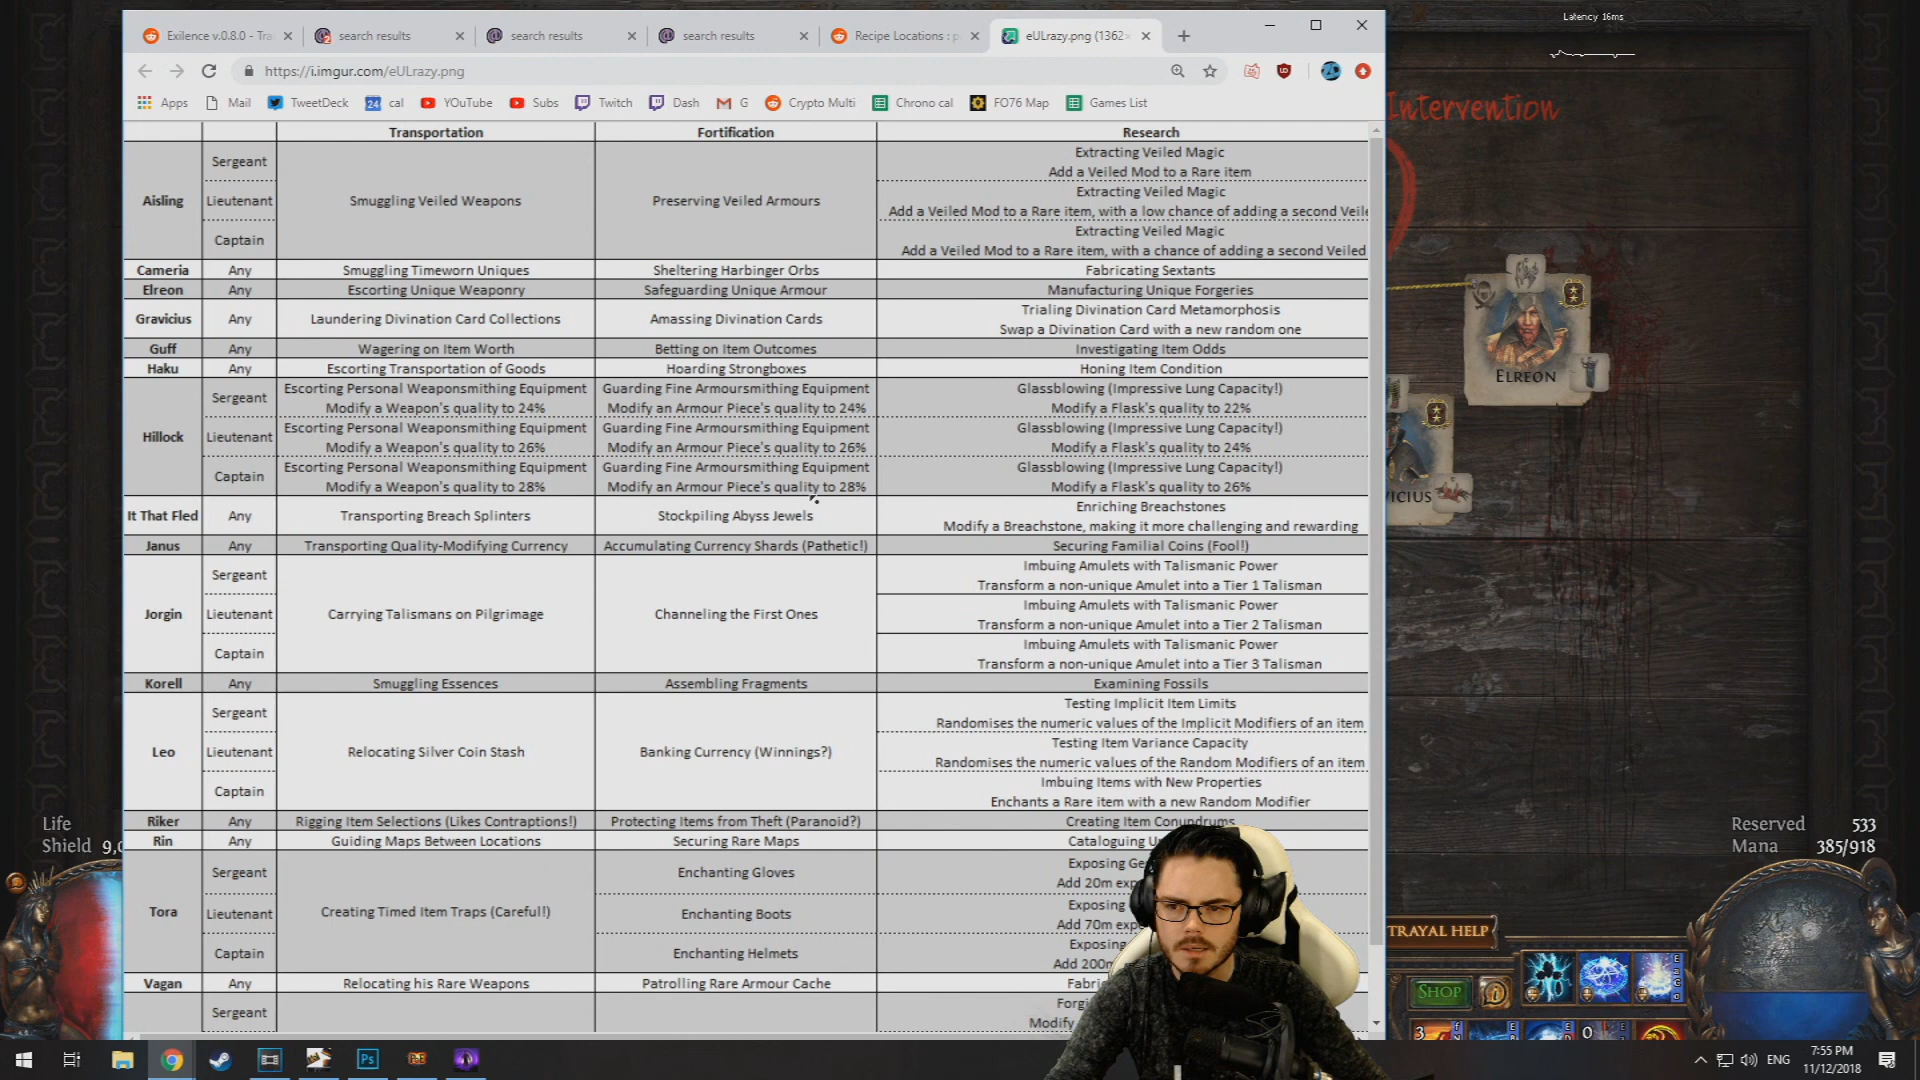 Latency 16ms
Exilence v.0.8.0 - Tra
search results
search results
search results
Recipe Locations : p
eULrazy.png (1362×
https://i.imgur.com/eULrazy.png
Apps
Mail
TweetDeck
cal
YOutube
Subs
Twitch
Dash
G
Crypto Multi
Chrono cal
FO76 Map
Games List
Intervention
Transportation
Fortification
Research
Aisling
Sergeant
Lieutenant
Captain
Smuggling Veiled Weapons
Preserving Veiled Armours
Extracting Veiled Magic
Add a Veiled Mod to a Rare item
Extracting Veiled Magic
Add a Veiled Mod to a Rare item, with a low chance of adding a second Veile
Extracting Veiled Magic
Add a Veiled Mod to a Rare item, with a chance of adding a second Veiled
Cameria
Any
Smuggling Timeworn Uniques
Sheltering Harbinger Orbs
Fabricating Sextants
Elreon
Any
Escorting Unique Weaponry
Safeguarding Unique Armour
Manufacturing Unique Forgeries
Gravicius
Any
Laundering Divination Card Collections
Amassing Divination Cards
Trialing Divination Card Metamorphosis
Swap a Divination Card with a new random one
Guff
Any
Wagering on Item Worth
Betting on Item Outcomes
Investigating Item Odds
Haku
Any
Escorting Transportation of Goods
Hoarding Strongboxes
Honing Item Condition
Hillock
Sergeant
Escorting Personal Weaponsmithing Equipment
Modify a Weapon's quality to 24%
Guarding Fine Armoursmithing Equipment
Modify an Armour Piece's quality to 24%
Glassblowing (Impressive Lung Capacity!)
Modify a Flask's quality to 22%
Lieutenant
Escorting Personal Weaponsmithing Equipment
Modify a Weapon's quality to 26%
Guarding Fine Armoursmithing Equipment
Modify an Armour Piece's quality to 26%
Glassblowing (Impressive Lung Capacity!)
Modify a Flask's quality to 24%
Captain
Escorting Personal Weaponsmithing Equipment
Modify a Weapon's quality to 28%
Guarding Fine Armoursmithing Equipment
Modify an Armour Piece's quality to 28%
Glassblowing (Impressive Lung Capacity!)
Modify a Flask's quality to 26%
It That Fled
Any
Transporting Breach Splinters
Stockpiling Abyss Jewels
Enriching Breachstones
Modify a Breachstone, making it more challenging and rewarding
Janus
Any
Transporting Quality-Modifying Currency
Accumulating Currency Shards (Pathetic!)
Securing Familial Coins (Fool!)
Jorgin
Sergeant
Lieutenant
Captain
Carrying Talismans on Pilgrimage
Channeling the First Ones
Imbuing Amulets with Talismanic Power
Transform a non-unique Amulet into a Tier 1 Talisman
Imbuing Amulets with Talismanic Power
Transform a non-unique Amulet into a Tier 2 Talisman
Imbuing Amulets with Talismanic Power
Transform a non-unique Amulet into a Tier 3 Talisman
Korell
Any
Smuggling Essences
Assembling Fragments
Examining Fossils
Leo
Sergeant
Lieutenant
Captain
Relocating Silver Coin Stash
Banking Currency (Winnings?)
Testing Implicit Item Limits
Randomises the numeric values of the Implicit Modifiers of an item
Testing Item Variance Capacity
Randomises the numeric values of the Random Modifiers of an item
Imbuing Items with New Properties
Enchants a Rare item with a new Random Modifier
Riker
Any
Rigging Item Selections (Likes Contraptions!)
Protecting Items from Theft (Paranoid?)
Creating Item Conundrums
Rin
Any
Guiding Maps Between Locations
Securing Rare Maps
Cataloguing U
Tora
Sergeant
Lieutenant
Captain
Creating Timed Item Traps (Careful!)
Enchanting Gloves
Enchanting Boots
Enchanting Helmets
Exposing Ge
Add 20m exp
Exposing
Add 70m exp
Exposing
Add 200m
Vagan
Any
Relocating his Rare Weapons
Patrolling Rare Armour Cache
Fabri
Sergeant
Forgi
Modify
ELREON
VICIUS
Life
Shield 9,0
Reserved 533
Mana 385/918
TRAYAL HELP
SHOP
3
0
ENG
7:55 PM
11/12/2018